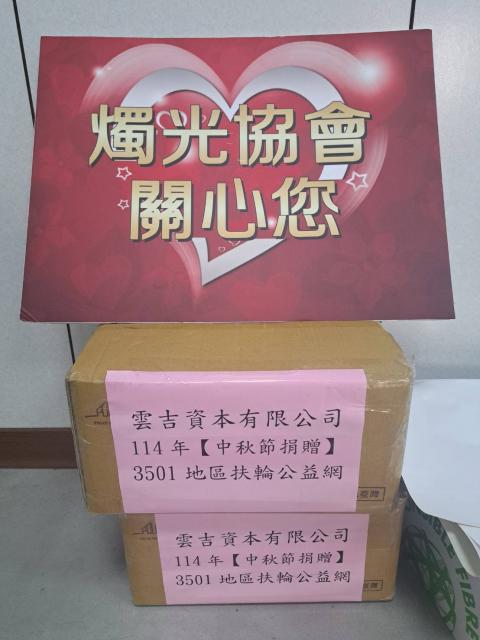 燭光協會
關心您
雲吉資本有限公司
114年【中秋節捐贈】
3501地區扶輪公益網
雲吉資本有限公司
114年【中秋節捐贈】
3501地區扶輪公益網
FIBRE